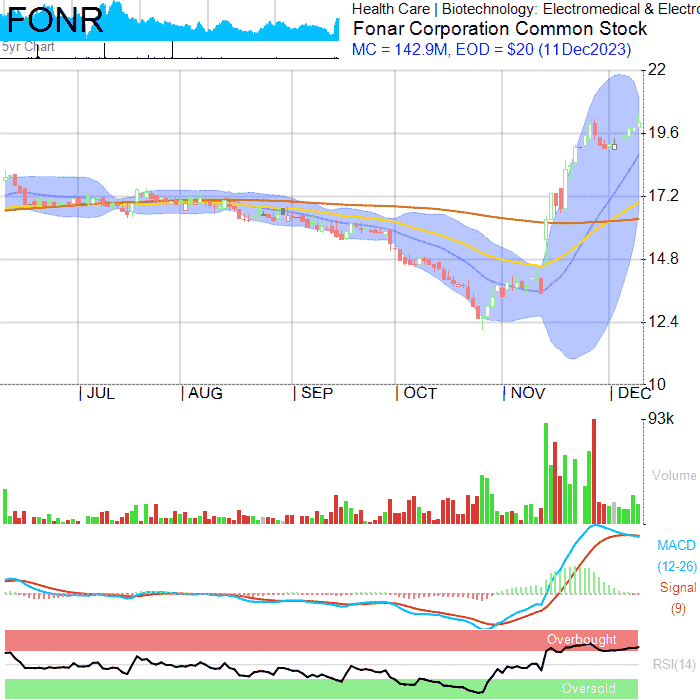 FONR
5yr Chart
Health Care | Biotechnology: Electromedical & Electro
Fonar Corporation Common Stock
MC = 142.9M, EOD = $20 (11Dec2023)
22
19.6
17.2
14.8
12.4
10
JUL
AUG
SEP
OCT
NOV
DEC
93k
Volume
MACD
(12-26)
Signal
(9)
Overbought
RSI(14)
Oversold